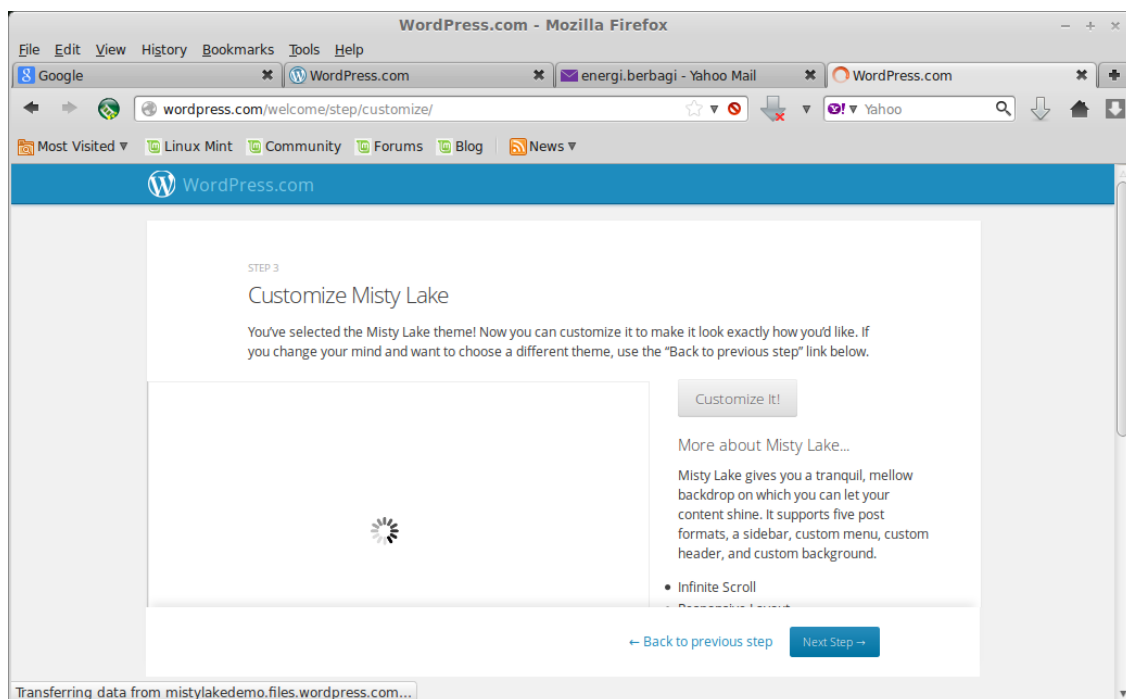 WordPress.com - Mozilla Firefox
File Edit View History Bookmarks Tools Help
Google WordPress.com energi.berbagi - Yahoo Mail WordPress.com
wordpress.com/welcome/step/customize/ Yahoo
Most Visited Linux Mint Community Forums Blog News
WordPress.com
STEP 3
Customize Misty Lake
You've selected the Misty Lake theme! Now you can customize it to make it look exactly how you'd like. If
you change your mind and want to choose a different theme, use the “Back to previous step” link below.
Customize It!
More about Misty Lake...
Misty Lake gives you a tranquil, mellow
backdrop on which you can let your
content shine. It supports five post
formats, a sidebar, custom menu, custom
header, and custom background.
• Infinite Scroll
• Responsive Layout
← Back to previous step Next Step →
Transferring data from mistylakedemo.files.wordpress.com...